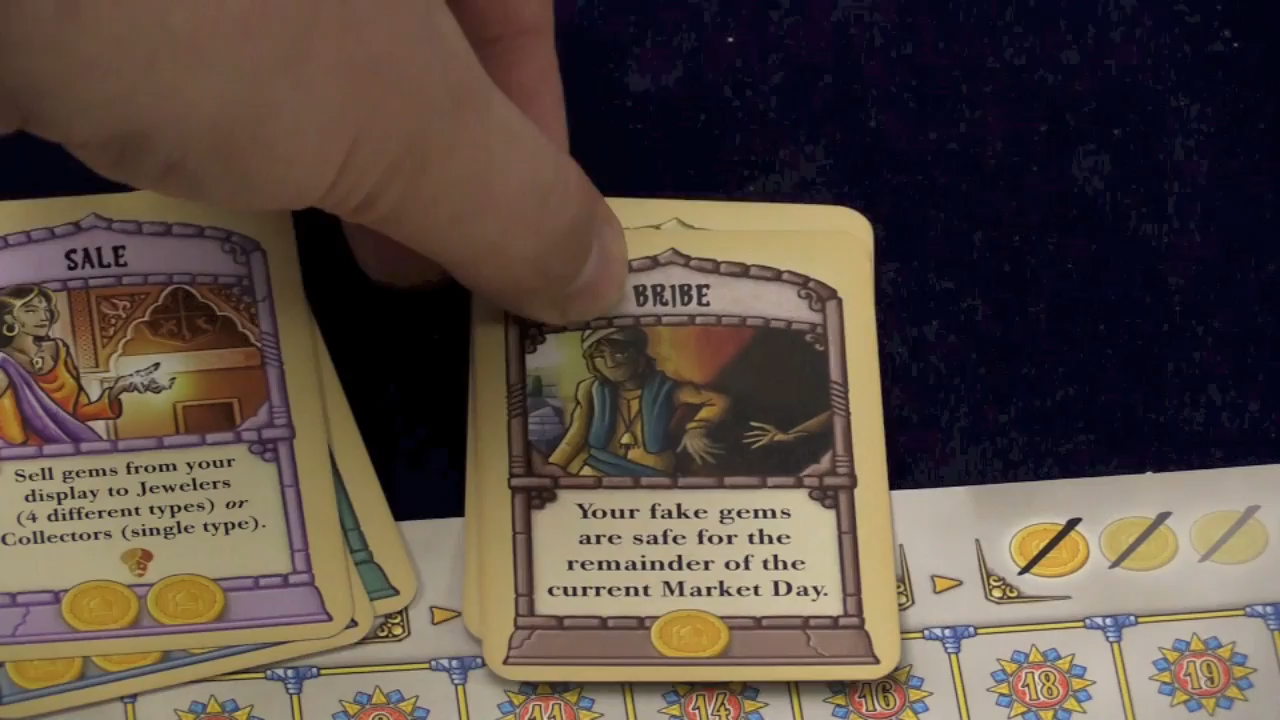 SALE
Sell gems from your
display to Jewelers
(4 different types) or
Collectors (single type).
BRIBE
Your fake gems
are safe for the
remainder of the
current Market Day.
11
14
16
18
19